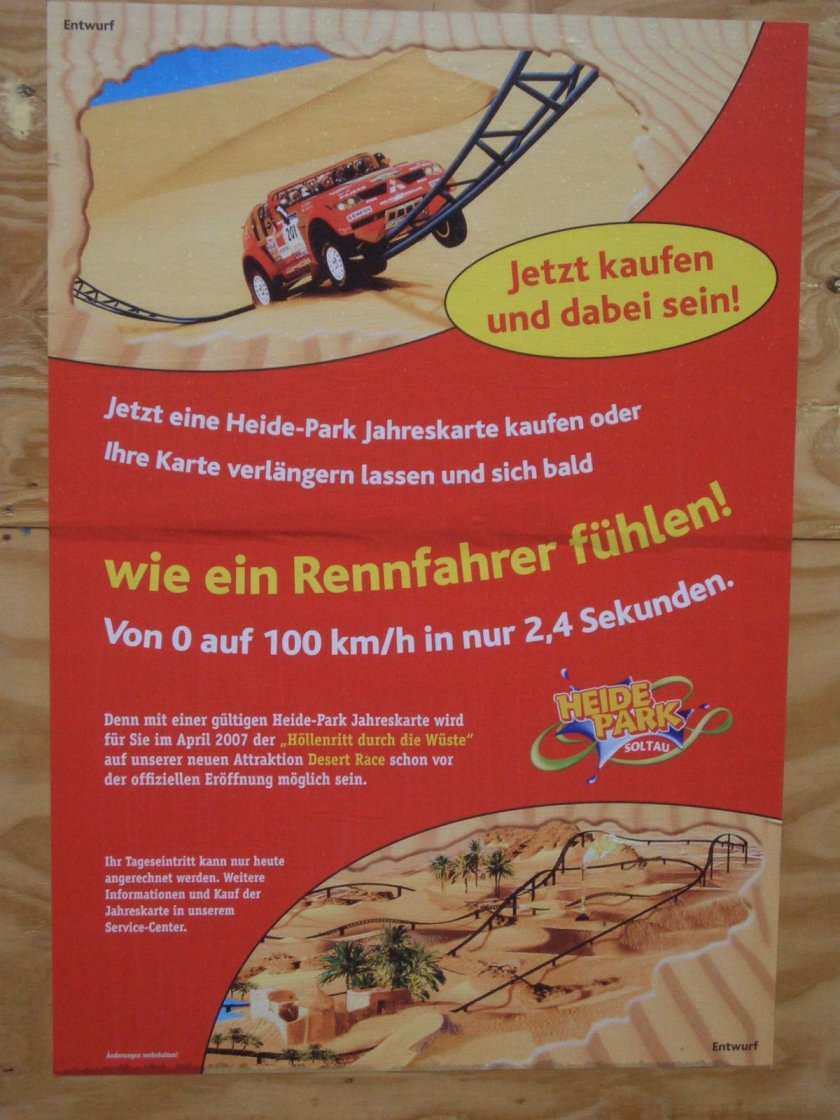 Entwurf
201
Jetzt kaufen
und dabei sein!
Jetzt eine Heide-Park Jahreskarte kaufen oder
Ihre Karte verlängern lassen und sich bald
wie ein Rennfahrer fühlen!
Von 0 auf 100 km/h in nur 2,4 Sekunden.
Denn mit einer gültigen Heide-Park Jahreskarte wird
für Sie im April 2007 der „Höllenritt durch die Wüste“
auf unserer neuen Attraktion Desert Race schon vor
der offiziellen Eröffnung möglich sein.
HEIDE
PARK
SOLTAU
Ihr Tageseintritt kann nur heute
angerechnet werden. Weitere
Informationen und Kauf der
Jahreskarte in unserem
Service-Center.
Änderungen vorbehalten!
Entwurf